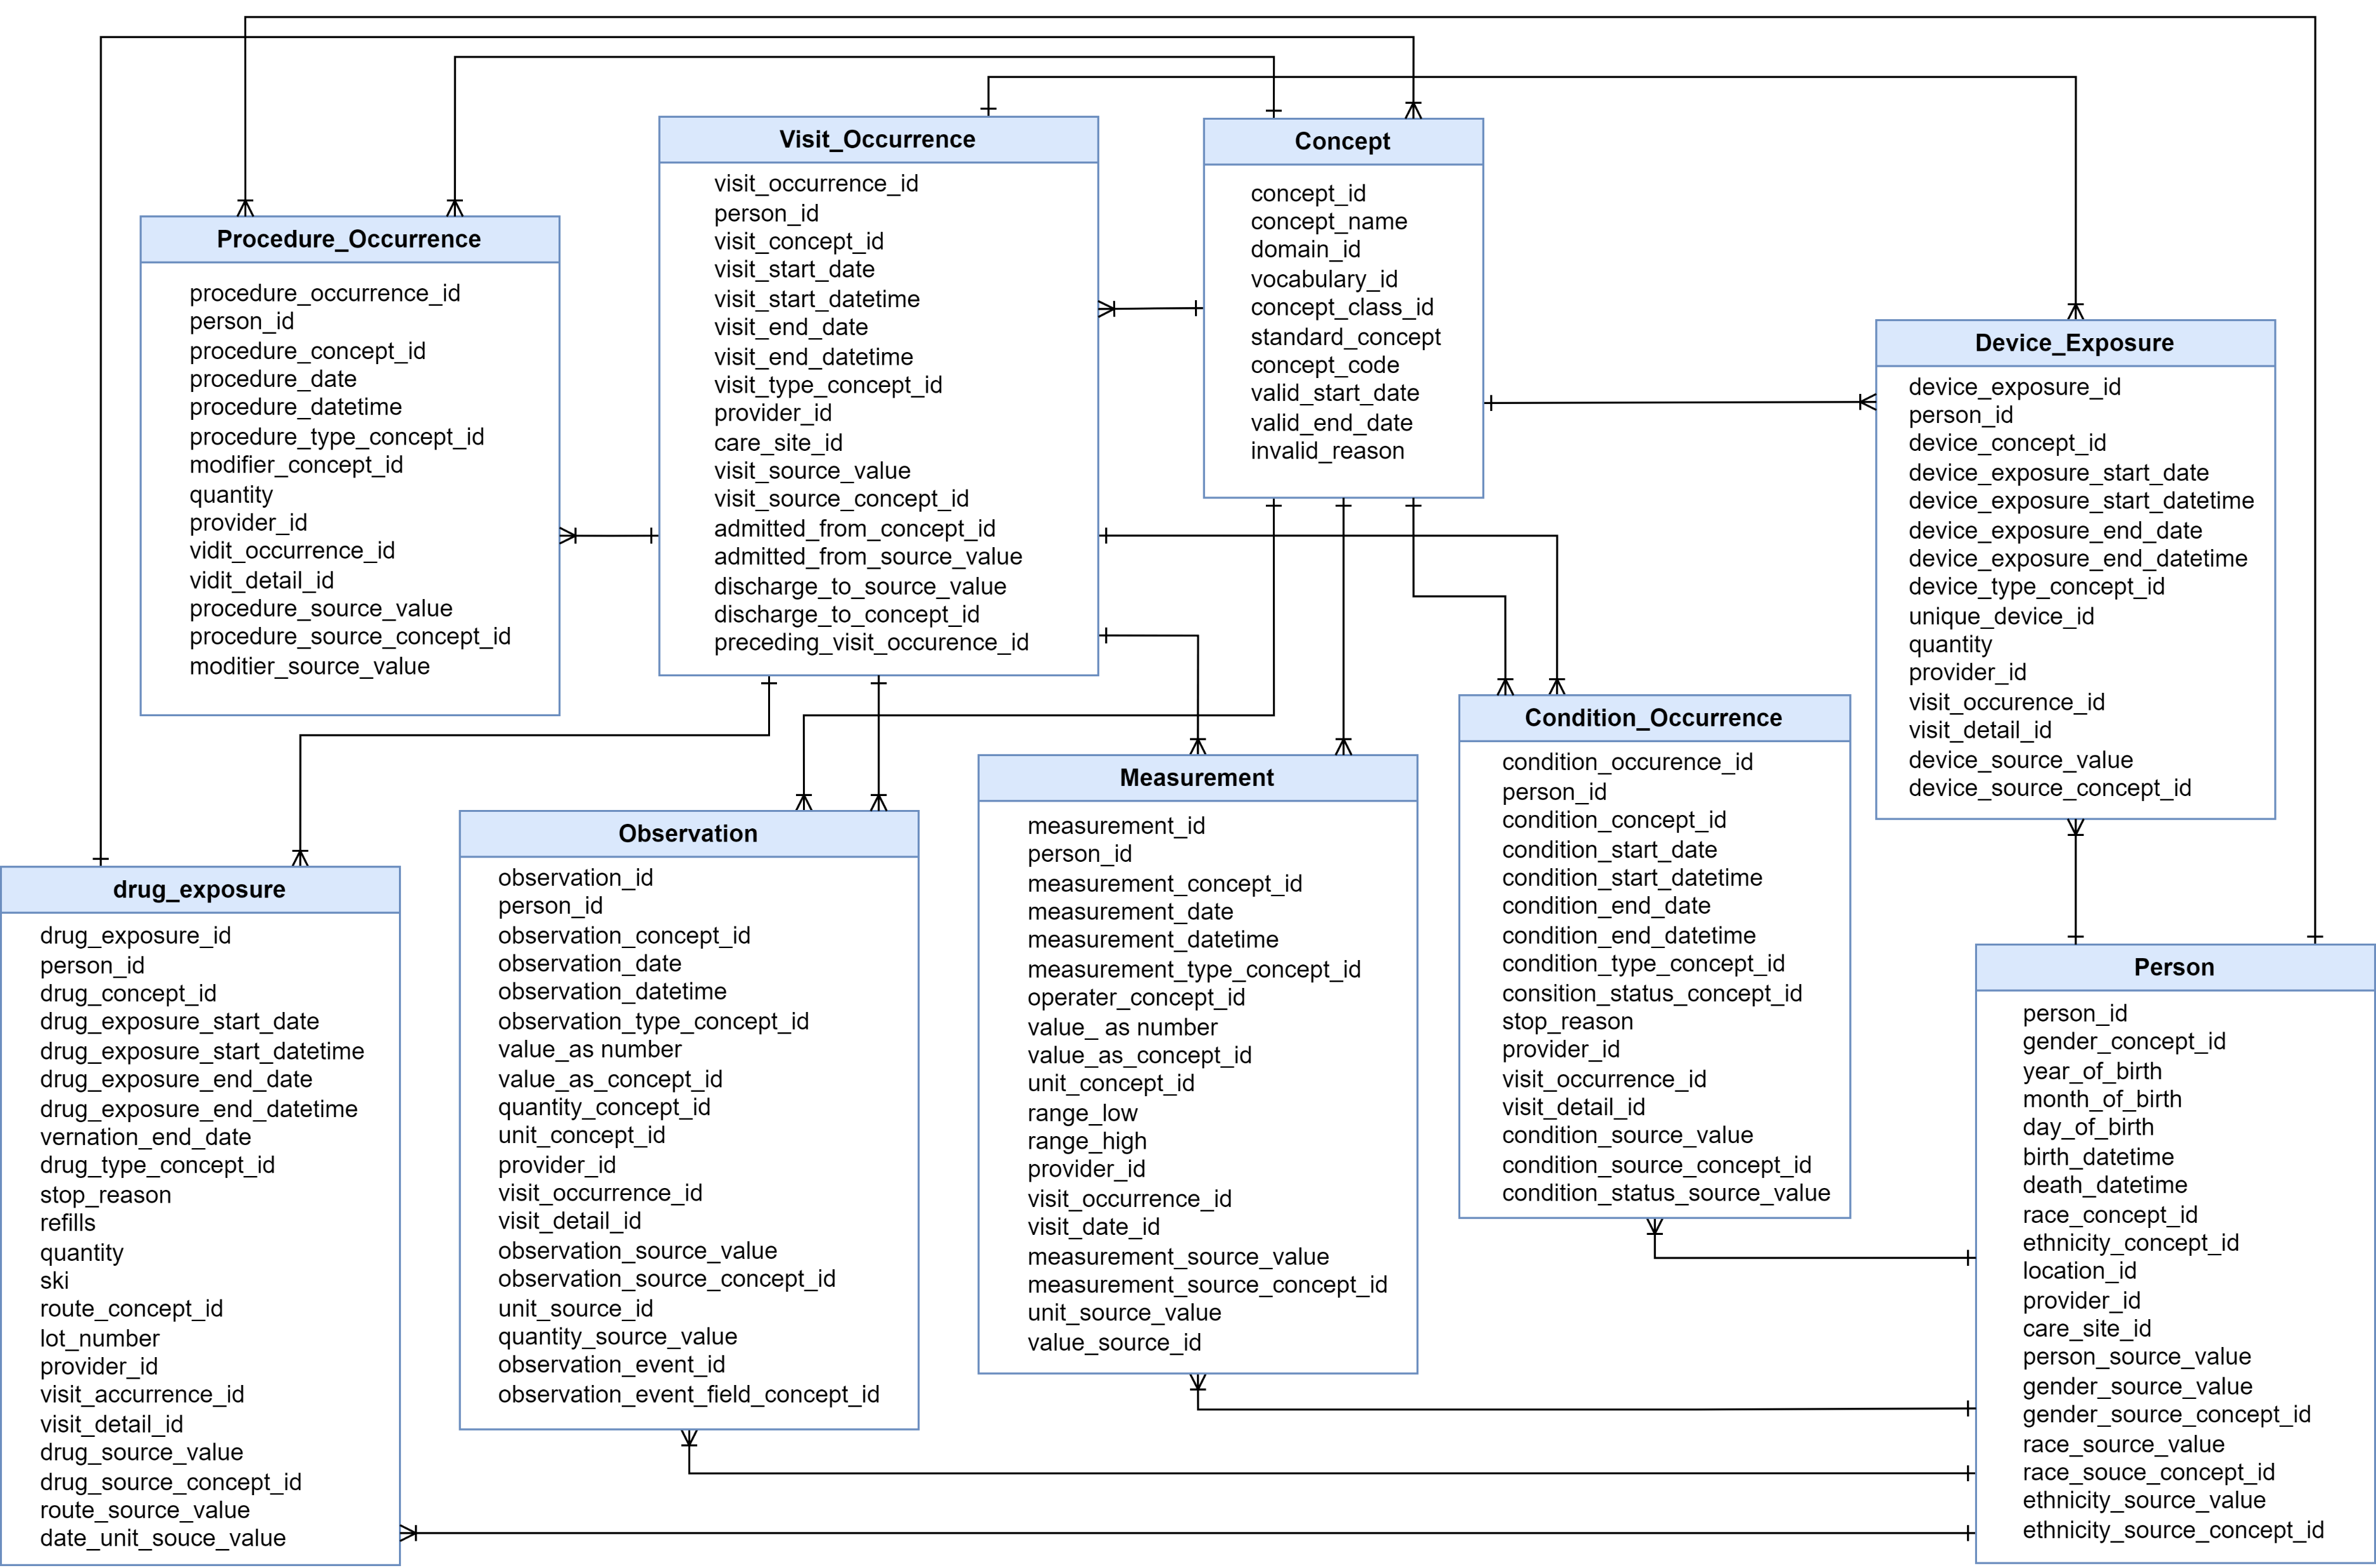 Visit_Occurrence
visit_occurrence_id
person_id
visit_concept_id
visit_start_date
visit_start_datetime
visit_end_date
visit_end_datetime
visit_type_concept_id
provider_id
care_site_id
visit_source_value
visit_source_concept_id
admitted_from_concept_id
admitted_from_source_value
discharge_to_source_value
discharge_to_concept_id
preceding_visit_occurence_id
Concept
concept_id
concept_name
domain_id
vocabulary_id
concept_class_id
standard_concept
concept_code
valid_start_date
valid_end_date
invalid_reason
Procedure_Occurrence
procedure_occurrence_id
person_id
procedure_concept_id
procedure_date
procedure_datetime
procedure_type_concept_id
modifier_concept_id
quantity
provider_id
vidit_occurrence_id
vidit_detail_id
procedure_source_value
procedure_source_concept_id
moditier_source_value
Device_Exposure
device_exposure_id
person_id
device_concept_id
device_exposure_start_date
device_exposure_start_datetime
device_exposure_end_date
device_exposure_end_datetime
device_type_concept_id
unique_device_id
quantity
provider_id
visit_occurence_id
visit_detail_id
device_source_value
device_source_concept_id
Condition_Occurrence
condition_occurence_id
person_id
condition_concept_id
condition_start_date
condition_start_datetime
condition_end_date
condition_end_datetime
condition_type_concept_id
consition_status_concept_id
stop_reason
provider_id
visit_occurrence_id
visit_detail_id
condition_source_value
condition_source_concept_id
condition_status_source_value
Measurement
measurement_id
person_id
measurement_concept_id
measurement_date
measurement_datetime
measurement_type_concept_id
operater_concept_id
value_ as number
value_as_concept_id
unit_concept_id
range_low
range_high
provider_id
visit_occurrence_id
visit_date_id
measurement_source_value
measurement_source_concept_id
unit_source_value
value_source_id
Observation
observation_id
person_id
observation_concept_id
observation_date
observation_datetime
observation_type_concept_id
value_as number
value_as_concept_id
quantity_concept_id
unit_concept_id
provider_id
visit_occurrence_id
visit_detail_id
observation_source_value
observation_source_concept_id
unit_source_id
quantity_source_value
observation_event_id
observation_event_field_concept_id
drug_exposure
drug_exposure_id
person_id
drug_concept_id
drug_exposure_start_date
drug_exposure_start_datetime
drug_exposure_end_date
drug_exposure_end_datetime
vernation_end_date
drug_type_concept_id
stop_reason
refills
quantity
ski
route_concept_id
lot_number
provider_id
visit_accurrence_id
visit_detail_id
drug_source_value
drug_source_concept_id
route_source_value
date_unit_souce_value
Person
person_id
gender_concept_id
year_of_birth
month_of_birth
day_of_birth
birth_datetime
death_datetime
race_concept_id
ethnicity_concept_id
location_id
provider_id
care_site_id
person_source_value
gender_source_value
gender_source_concept_id
race_source_value
race_souce_concept_id
ethnicity_source_value
ethnicity_source_concept_id